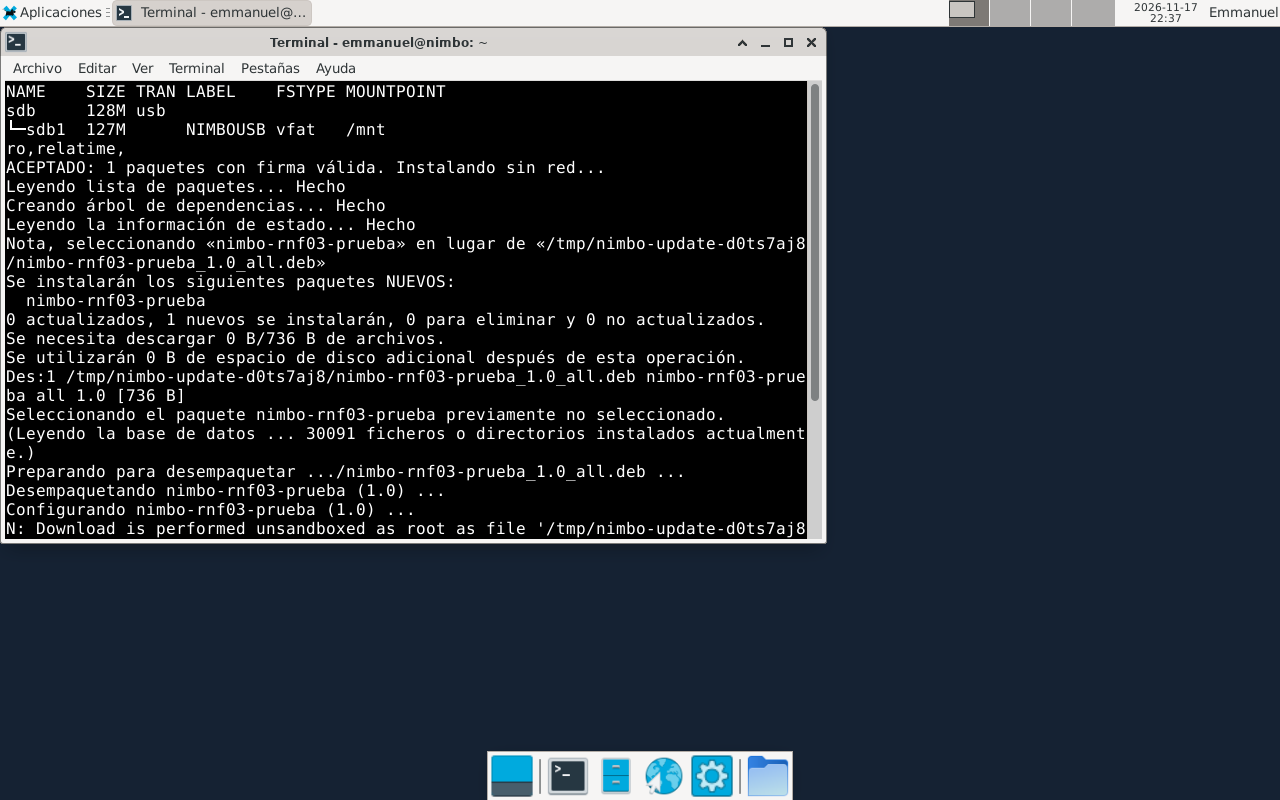 Aplicaciones
Terminal - emmanuel@...
2026-11-17
22:37
Emmanuel
Terminal - emmanuel@nimbo: ~
Archivo Editar Ver Terminal Pestañas Ayuda
NAME    SIZE TRAN LABEL    FSTYPE MOUNTPOINT
sdb     128M usb
└─sdb1  127M      NIMBOUSB vfat   /mnt
ro,relatime,
ACEPTADO: 1 paquetes con firma válida. Instalando sin red...
Leyendo lista de paquetes... Hecho
Creando árbol de dependencias... Hecho
Leyendo la información de estado... Hecho
Nota, seleccionando «nimbo-rnf03-prueba» en lugar de «/tmp/nimbo-update-d0ts7aj8
/nimbo-rnf03-prueba_1.0_all.deb»
Se instalarán los siguientes paquetes NUEVOS:
  nimbo-rnf03-prueba
0 actualizados, 1 nuevos se instalarán, 0 para eliminar y 0 no actualizados.
Se necesita descargar 0 B/736 B de archivos.
Se utilizarán 0 B de espacio de disco adicional después de esta operación.
Des:1 /tmp/nimbo-update-d0ts7aj8/nimbo-rnf03-prueba_1.0_all.deb nimbo-rnf03-prue
ba all 1.0 [736 B]
Seleccionando el paquete nimbo-rnf03-prueba previamente no seleccionado.
(Leyendo la base de datos ... 30091 ficheros o directorios instalados actualment
e.)
Preparando para desempaquetar .../nimbo-rnf03-prueba_1.0_all.deb ...
Desempaquetando nimbo-rnf03-prueba (1.0) ...
Configurando nimbo-rnf03-prueba (1.0) ...
N: Download is performed unsandboxed as root as file '/tmp/nimbo-update-d0ts7aj8